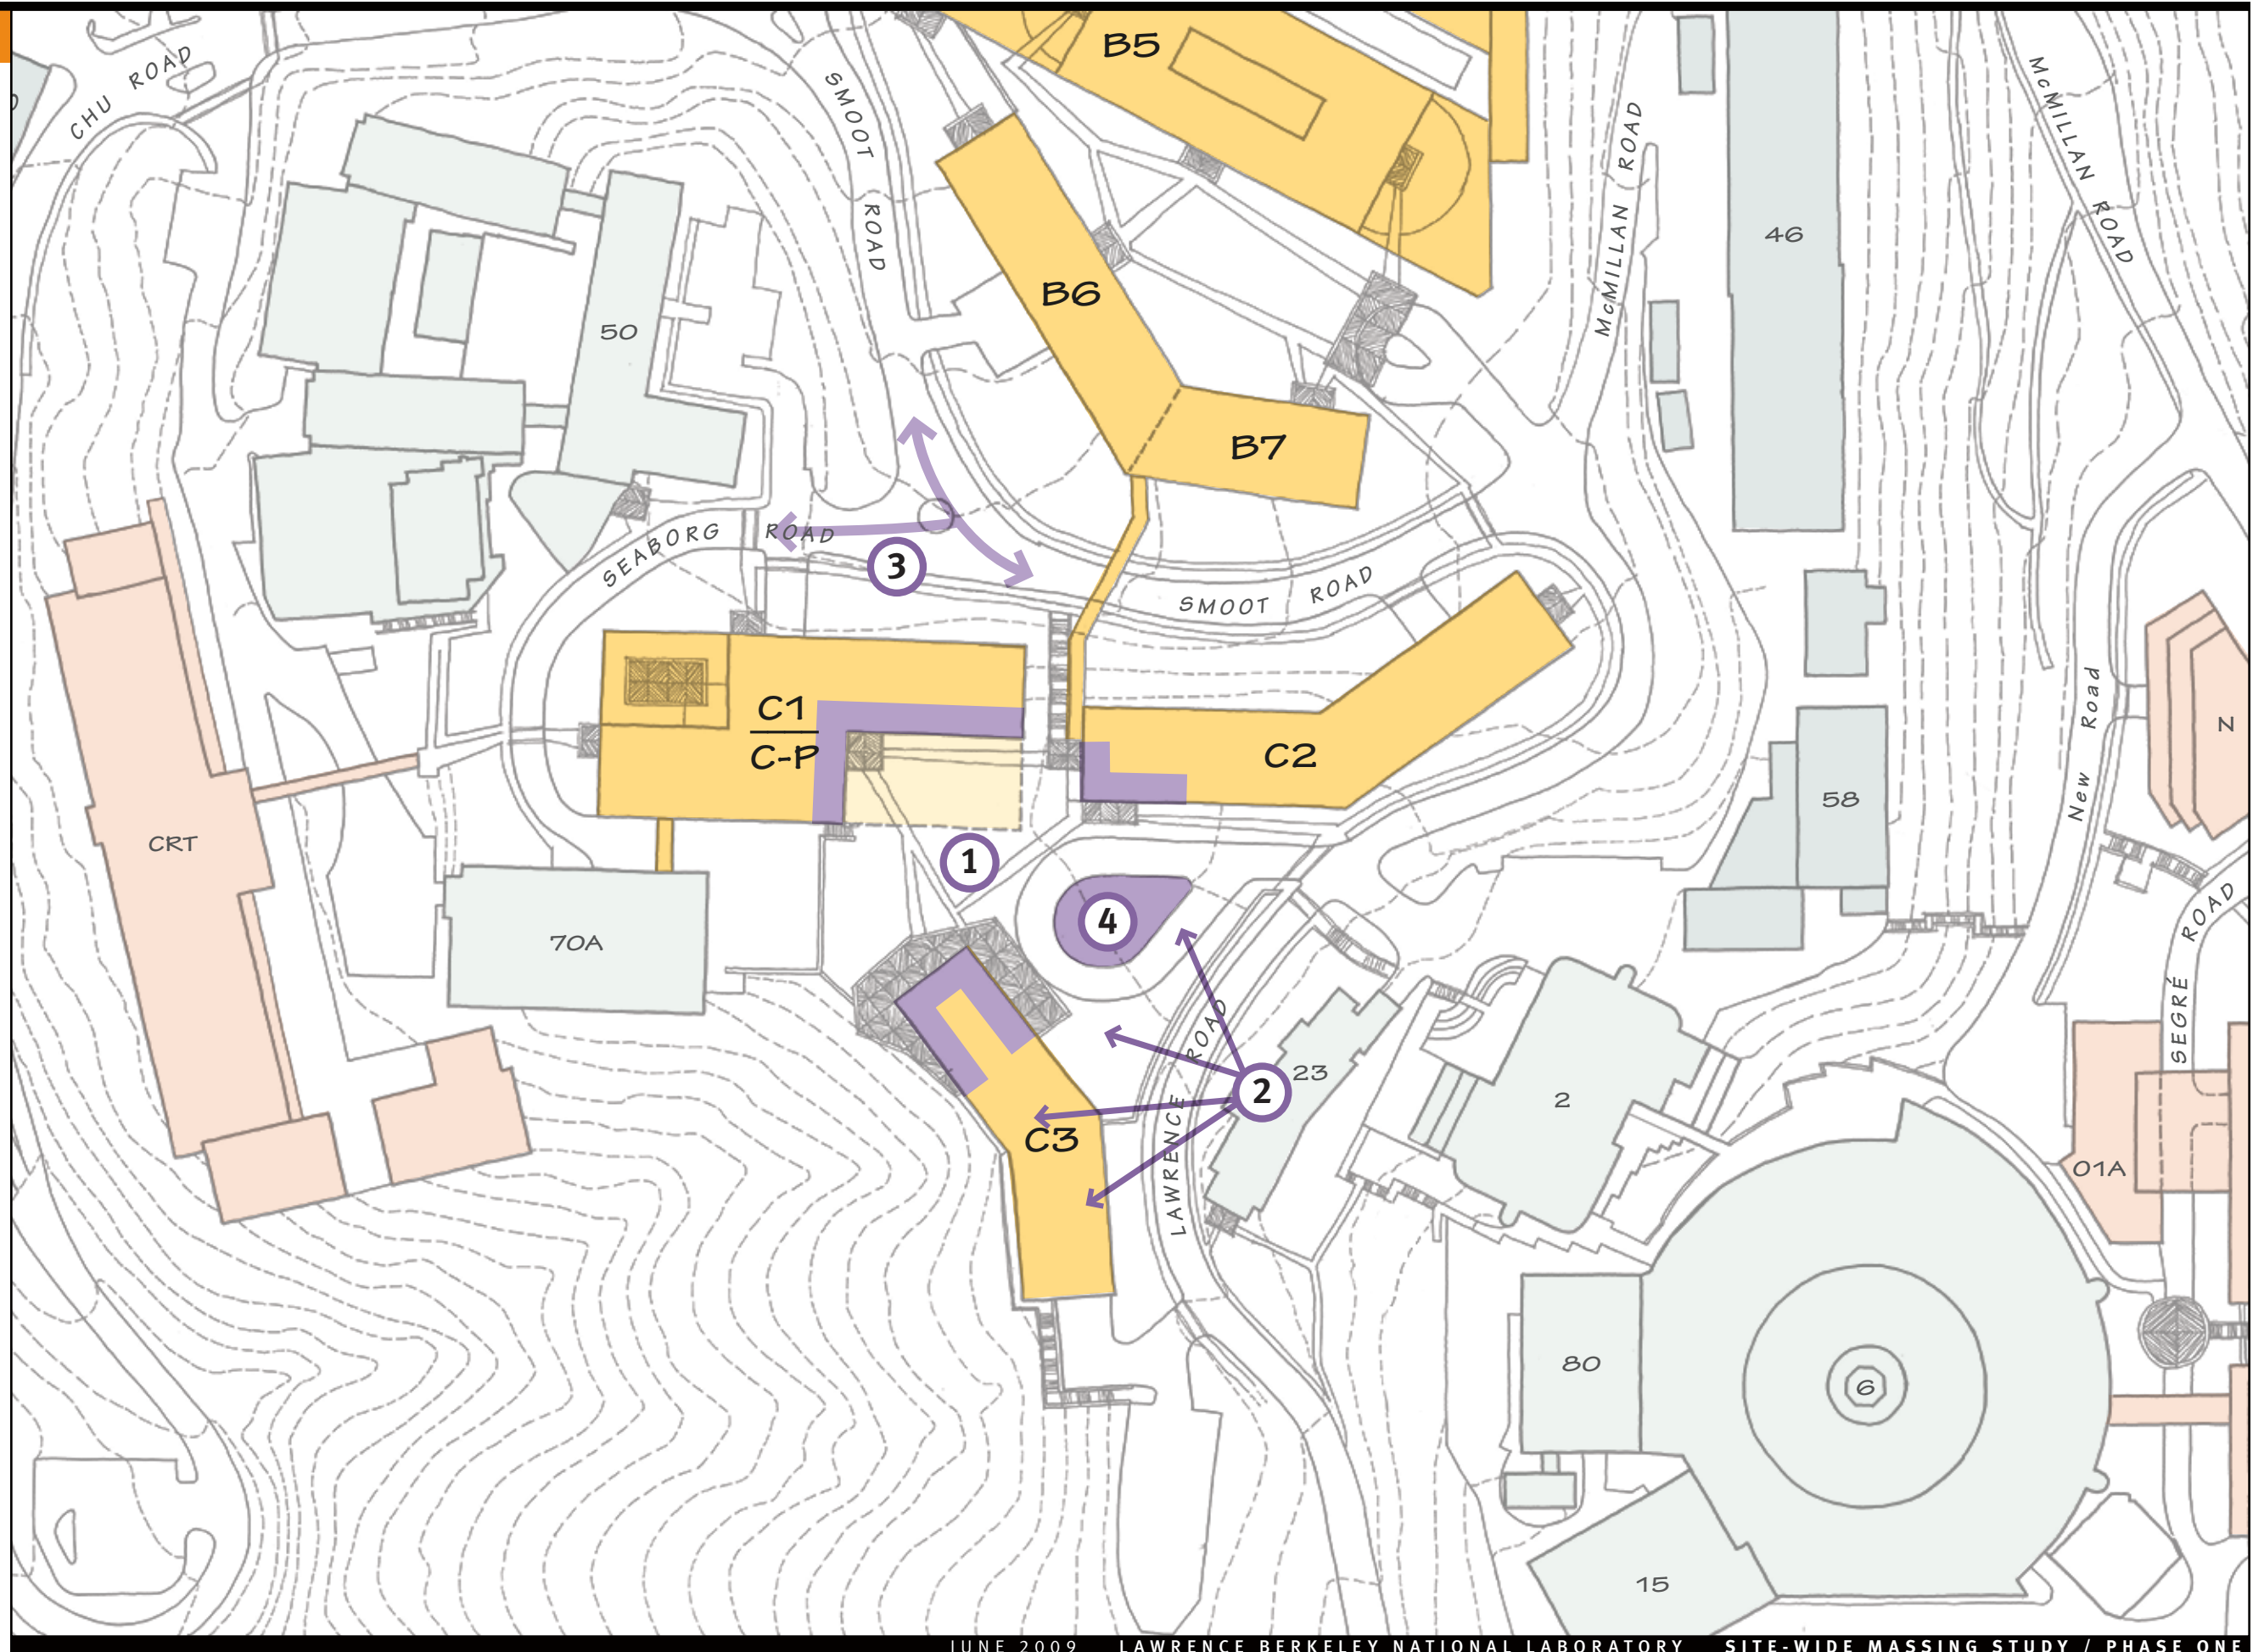 CHU ROAD
SMOOT ROAD
B5
McMILLAN ROAD
McMILLAN ROAD
46
50
B6
B7
SEABORG ROAD
3
SMOOT ROAD
C1
C-P
C2
New Road
N
CRT
58
1
4
70A
ROAD
SEGRÉ
LAWRENCE ROAD
2
23
2
C3
01A
80
6
15
JUNE 2009 LAWRENCE BERKELEY NATIONAL LABORATORY SITE-WIDE MASSING STUDY / PHASE ONE